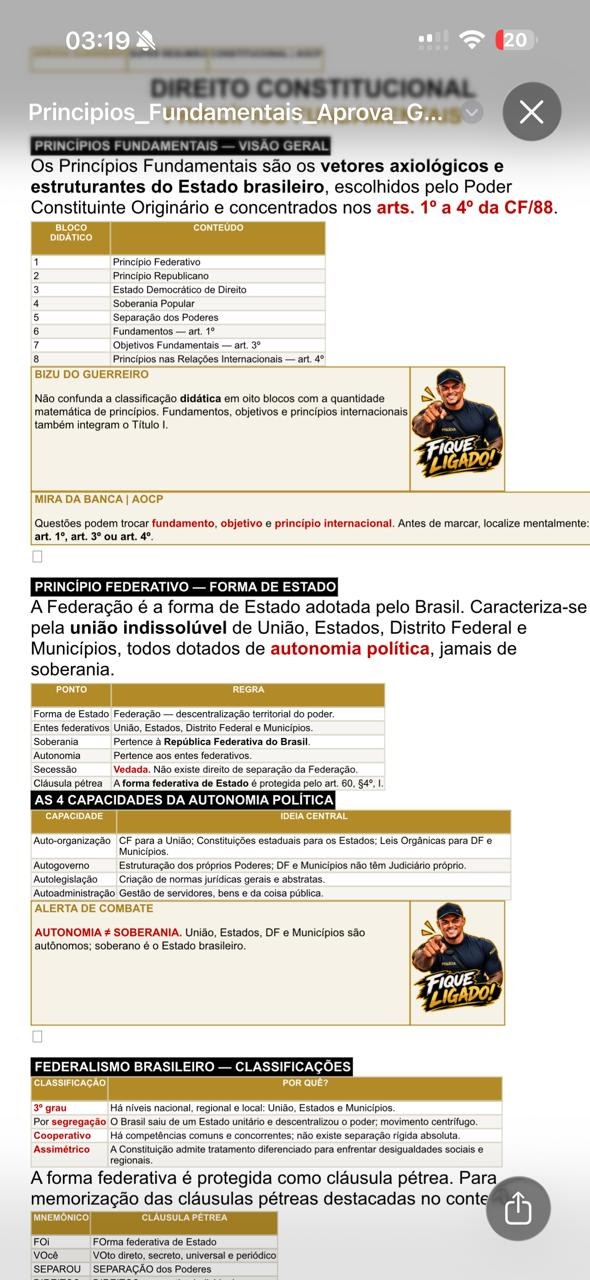 03:19
20
DIREITO CONSTITUCIONAL
Principios_Fundamentais_Aprova_G...
PRINCÍPIOS FUNDAMENTAIS — VISÃO GERAL
Os Princípios Fundamentais são os vetores axiológicos e
estruturantes do Estado brasileiro, escolhidos pelo Poder
Constituinte Originário e concentrados nos arts. 1º a 4º da CF/88.
BLOCO DIDÁTICO CONTEÚDO
1 Princípio Federativo
2 Princípio Republicano
3 Estado Democrático de Direito
4 Soberania Popular
5 Separação dos Poderes
6 Fundamentos — art. 1º
7 Objetivos Fundamentais — art. 3º
8 Princípios nas Relações Internacionais — art. 4º
BIZU DO GUERREIRO
Não confunda a classificação didática em oito blocos com a quantidade
matemática de princípios. Fundamentos, objetivos e princípios internacionais
também integram o Título I.
FIQUE
LIGADO!
MIRA DA BANCA | AOCP
Questões podem trocar fundamento, objetivo e princípio internacional. Antes de marcar, localize mentalmente:
art. 1º, art. 3º ou art. 4º.
PRINCÍPIO FEDERATIVO — FORMA DE ESTADO
A Federação é a forma de Estado adotada pelo Brasil. Caracteriza-se
pela união indissolúvel de União, Estados, Distrito Federal e
Municípios, todos dotados de autonomia política, jamais de
soberania.
PONTO REGRA
Forma de Estado Federação — descentralização territorial do poder.
Entes federativos União, Estados, Distrito Federal e Municípios.
Soberania Pertence à República Federativa do Brasil.
Autonomia Pertence aos entes federativos.
Secessão Vedada. Não existe direito de separação da Federação.
Cláusula pétrea A forma federativa de Estado é protegida pelo art. 60, §4º, I.
AS 4 CAPACIDADES DA AUTONOMIA POLÍTICA
CAPACIDADE IDEIA CENTRAL
Auto-organização CF para a União; Constituições estaduais para os Estados; Leis Orgânicas para DF e
Municípios.
Autogoverno Estruturação dos próprios Poderes; DF e Municípios não têm Judiciário próprio.
Autolegislação Criação de normas jurídicas gerais e abstratas.
Autoadministração Gestão de servidores, bens e da coisa pública.
ALERTA DE COMBATE
AUTONOMIA ≠ SOBERANIA. União, Estados, DF e Municípios são
autônomos; soberano é o Estado brasileiro.
FIQUE
LIGADO!
FEDERALISMO BRASILEIRO — CLASSIFICAÇÕES
CLASSIFICAÇÃO POR QUÊ?
3º grau Há níveis nacional, regional e local: União, Estados e Municípios.
Por segregação O Brasil saiu de um Estado unitário e descentralizou o poder; movimento centrífugo.
Cooperativo Há competências comuns e concorrentes; não existe separação rígida absoluta.
Assimétrico A Constituição admite tratamento diferenciado para enfrentar desigualdades sociais e
regionais.
A forma federativa é protegida como cláusula pétrea. Para
memorização das cláusulas pétreas destacadas no conte
MNEMÔNICO CLÁUSULA PÉTREA
FOi FOrma federativa de Estado
VOcê VOto direto, secreto, universal e periódico
SEPAROU SEPARAÇÃO dos Poderes